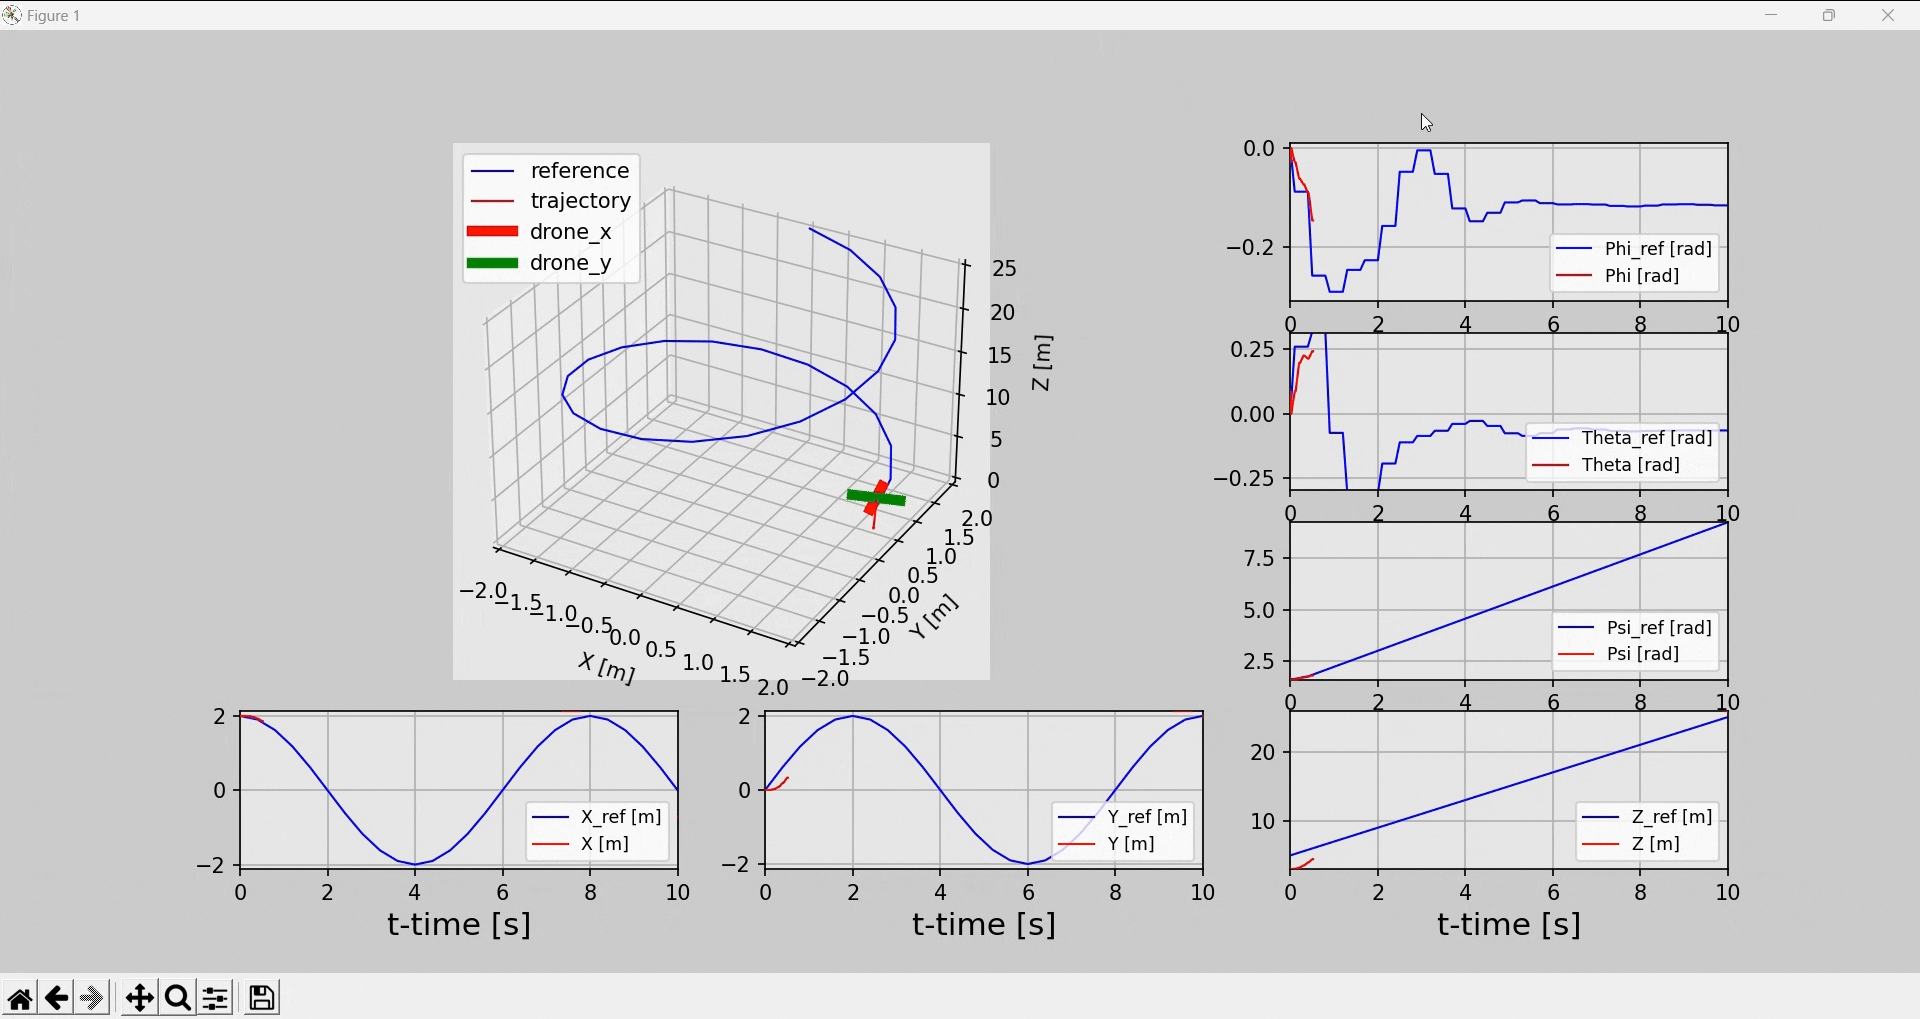 Figure 1
reference
trajectory
drone_x
drone_y
25
20
15
10
5
0
Z [m]
2.0
1.5
1.0
0.5
0.0
−0.5
−1.0
−1.5
−2.0
Y [m]
−2.0
−1.5
−1.0
−0.5
0.0
0.5
1.0
1.5
2.0
X [m]
0.0
−0.2
Phi_ref [rad]
Phi [rad]
0 2 4 6 8 10
0.25
0.00
−0.25
Theta_ref [rad]
Theta [rad]
0 2 4 6 8 10
7.5
5.0
2.5
Psi_ref [rad]
Psi [rad]
0 2 4 6 8 10
2
0
−2
X_ref [m]
X [m]
0 2 4 6 8 10
t-time [s]
2
0
−2
Y_ref [m]
Y [m]
0 2 4 6 8 10
t-time [s]
20
10
Z_ref [m]
Z [m]
0 2 4 6 8 10
t-time [s]